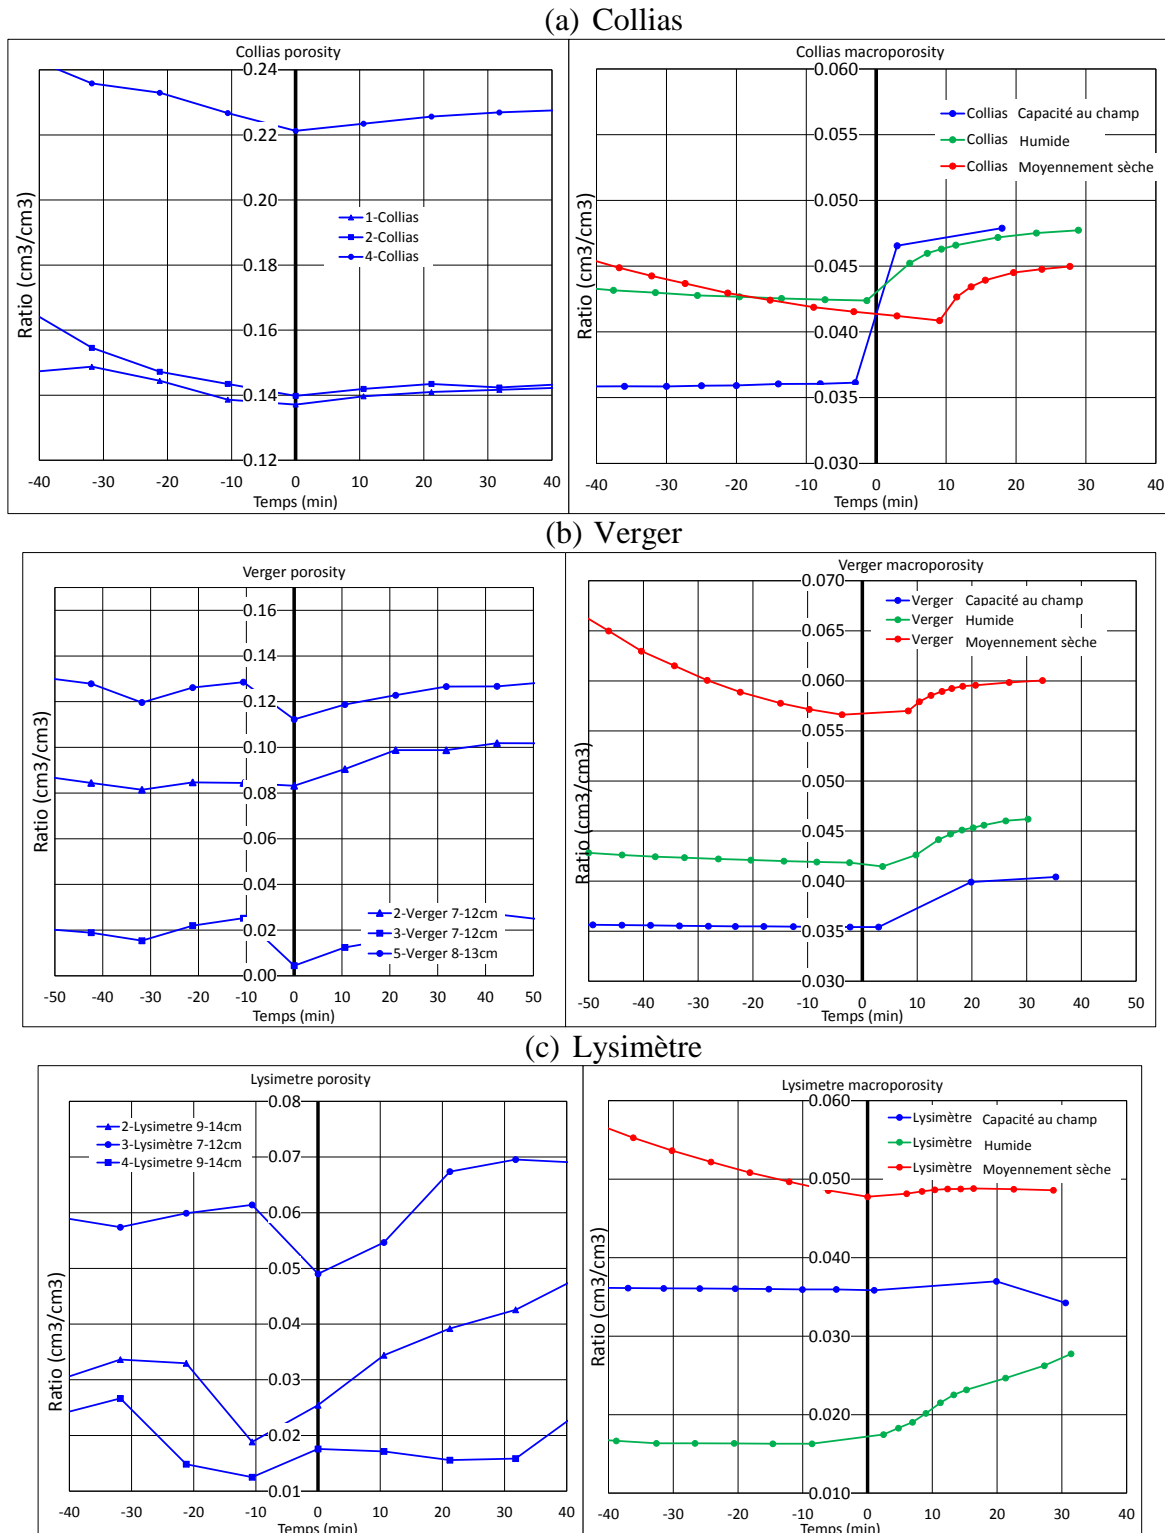 (a) Collias
Collias porosity
0.24
0.22
0.20
0.18
0.16
0.14
0.12
Ratio (cm3/cm3)
1-Collias
2-Collias
4-Collias
-40 -30 -20 -10 0 10 20 30 40
Temps (min)
Collias macroporosity
0.060
0.055
0.050
0.045
0.040
0.035
0.030
Ratio (cm3/cm3)
Collias Capacité au champ
Collias Humide
Collias Moyennement sèche
-40 -30 -20 -10 0 10 20 30 40
Temps (min)
(b) Verger
Verger porosity
0.16
0.14
0.12
0.10
0.08
0.06
0.04
0.02
0.00
Ratio (cm3/cm3)
2-Verger 7-12cm
3-Verger 7-12cm
5-Verger 8-13cm
-50 -40 -30 -20 -10 0 10 20 30 40 50
Temps (min)
Verger macroporosity
0.070
0.065
0.060
0.055
0.050
0.045
0.040
0.035
0.030
Ratio (cm3/cm3)
Verger Capacité au champ
Verger Humide
Verger Moyennement sèche
-50 -40 -30 -20 -10 0 10 20 30 40 50
Temps (min)
(c) Lysimètre
Lysimetre porosity
0.08
0.07
0.06
0.05
0.04
0.03
0.02
0.01
Ratio (cm3/cm3)
2-Lysimetre 9-14cm
3-Lysimètre 7-12cm
4-Lysimetre 9-14cm
-40 -30 -20 -10 0 10 20 30 40
Temps (min)
Lysimetre macroporosity
0.060
0.050
0.040
0.030
0.020
0.010
Ratio (cm3/cm3)
Lysimètre Capacité au champ
Lysimètre Humide
Lysimètre Moyennement sèche
-40 -30 -20 -10 0 10 20 30 40
Temps (min)